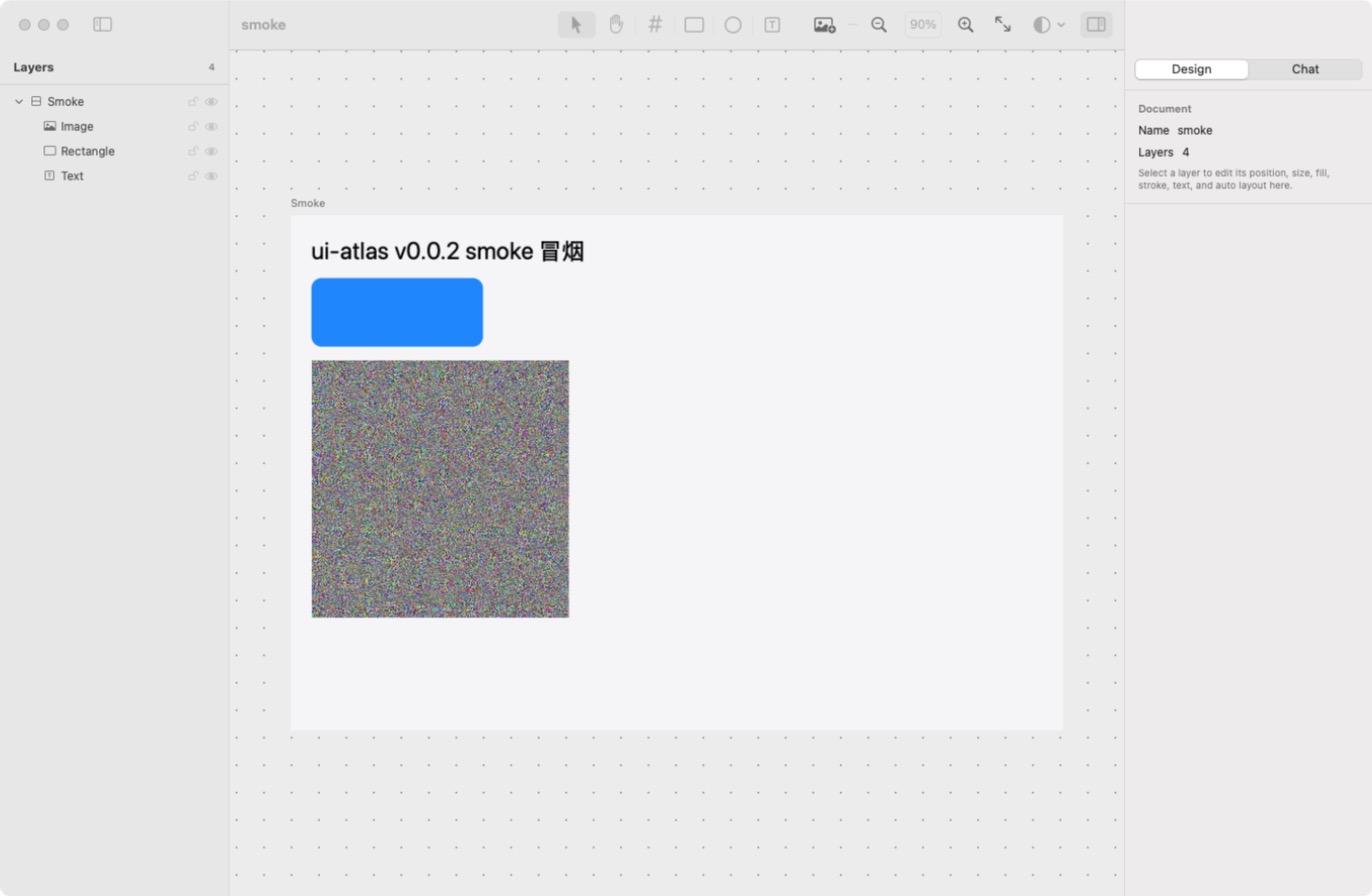 smoke
90%
Layers 4
Smoke
Image
Rectangle
Text
Smoke
ui-atlas v0.0.2 smoke 冒烟
Design Chat
Document
Name smoke
Layers 4
Select a layer to edit its position, size, fill,
stroke, text, and auto layout here.